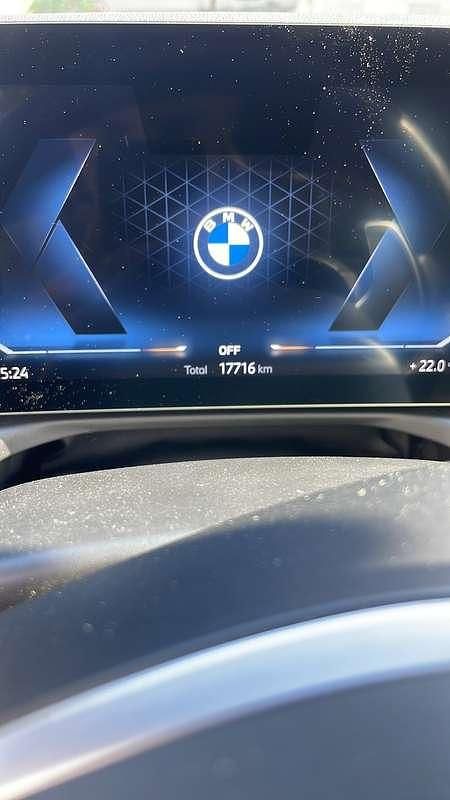 BMW
OFF
5:24
Total 17716 km
+ 22.0